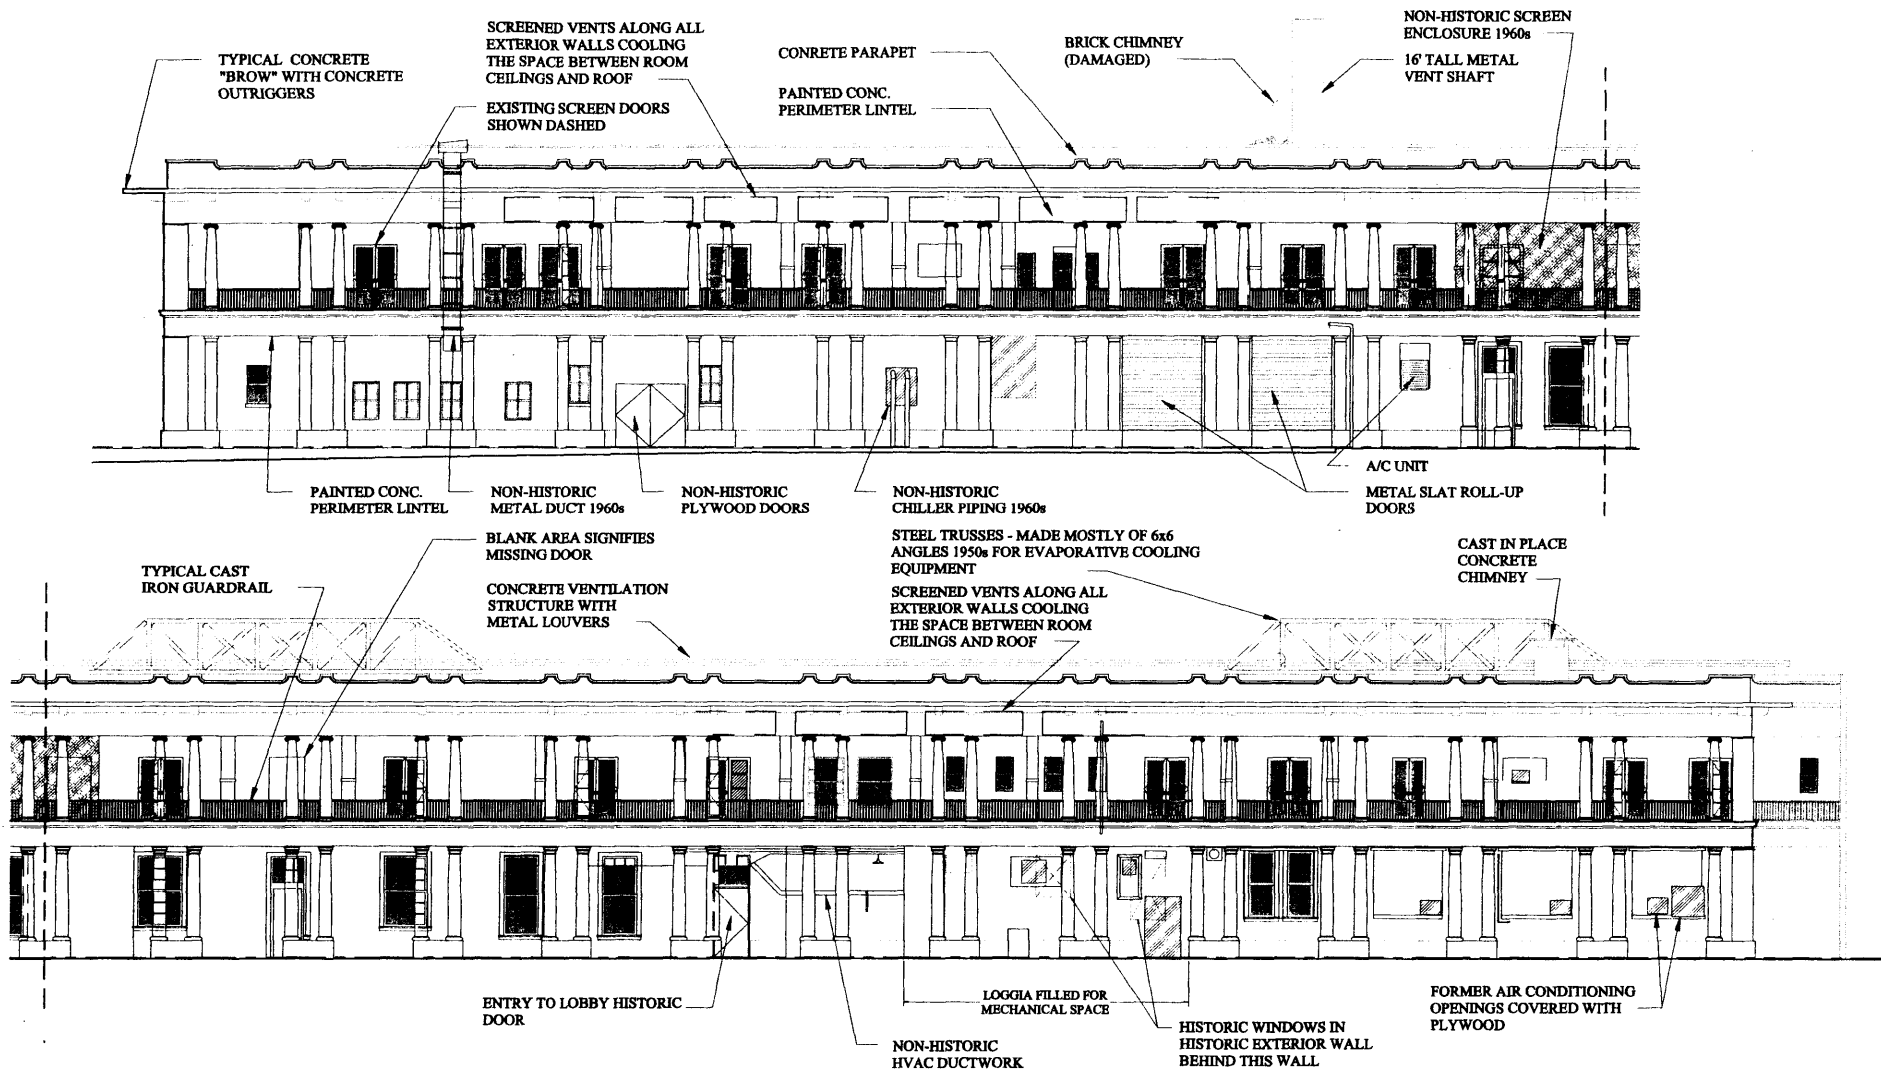 TYPICAL CONCRETE
"BROW" WITH CONCRETE
OUTRIGGERS
SCREENED VENTS ALONG ALL
EXTERIOR WALLS COOLING
THE SPACE BETWEEN ROOM
CEILINGS AND ROOF
EXISTING SCREEN DOORS
SHOWN DASHED
CONRETE PARAPET
PAINTED CONC.
PERIMETER LINTEL
BRICK CHIMNEY
(DAMAGED)
NON-HISTORIC SCREEN
ENCLOSURE 1960s
16' TALL METAL
VENT SHAFT
A/C UNIT
METAL SLAT ROLL-UP
DOORS
PAINTED CONC.
PERIMETER LINTEL
NON-HISTORIC
METAL DUCT 1960s
NON-HISTORIC
PLYWOOD DOORS
NON-HISTORIC
CHILLER PIPING 1960s
BLANK AREA SIGNIFIES
MISSING DOOR
STEEL TRUSSES - MADE MOSTLY OF 6x6
ANGLES 1950s FOR EVAPORATIVE COOLING
EQUIPMENT
CAST IN PLACE
CONCRETE
CHIMNEY
TYPICAL CAST
IRON GUARDRAIL
CONCRETE VENTILATION
STRUCTURE WITH
METAL LOUVERS
SCREENED VENTS ALONG ALL
EXTERIOR WALLS COOLING
THE SPACE BETWEEN ROOM
CEILINGS AND ROOF
ENTRY TO LOBBY HISTORIC
DOOR
NON-HISTORIC
HVAC DUCTWORK
LOGGIA FILLED FOR
MECHANICAL SPACE
HISTORIC WINDOWS IN
HISTORIC EXTERIOR WALL
BEHIND THIS WALL
FORMER AIR CONDITIONING
OPENINGS COVERED WITH
PLYWOOD